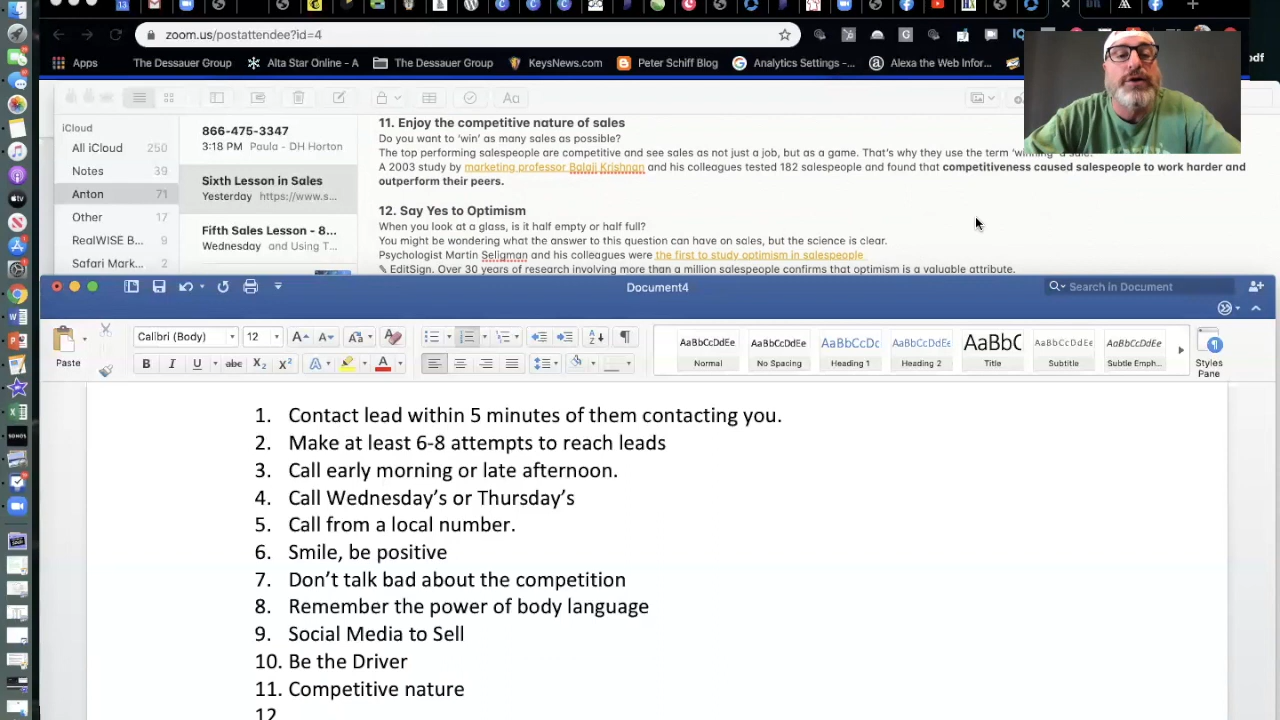 zoom.us/postattendee?id=4
Apps
The Dessauer Group
Alta Star Online - A
The Dessauer Group
KeysNews.com
Peter Schiff Blog
Analytics Settings -...
Alexa the Web Infor...
pdf
iCloud
All iCloud 250
Notes 39
Anton 71
Other 17
RealWISE B... 9
Safari Mark... 2
866-475-3347
3:18 PM Paula - DH Horton
Sixth Lesson in Sales
Yesterday https://www.s...
Fifth Sales Lesson - 8...
Wednesday and Using T...
11. Enjoy the competitive nature of sales
Do you want to ‘win’ as many sales as possible?
The top performing salespeople are competitive and see sales as not just a job, but as a game. That’s why they use the term ‘winning’ a sale.
A 2003 study by marketing professor Balaji Krishnan and his colleagues tested 182 salespeople and found that competitiveness caused salespeople to work harder and
outperform their peers.
12. Say Yes to Optimism
When you look at a glass, is it half empty or half full?
You might be wondering what the answer to this question can have on sales, but the science is clear.
Psychologist Martin Seligman and his colleagues were the first to study optimism in salespeople
✎ EditSign. Over 30 years of research involving more than a million salespeople confirms that optimism is a valuable attribute.
Document4
Search in Document
Paste
Calibri (Body)
12
AaBbCcDdEe
Normal
AaBbCcDdEe
No Spacing
AaBbCcDc
Heading 1
AaBbCcDdEe
Heading 2
AaBbC
Title
AaBbCcDdEe
Subtitle
AaBbCcDdEe
Subtle Emph...
Styles
Pane
1. Contact lead within 5 minutes of them contacting you.
2. Make at least 6-8 attempts to reach leads
3. Call early morning or late afternoon.
4. Call Wednesday’s or Thursday’s
5. Call from a local number.
6. Smile, be positive
7. Don’t talk bad about the competition
8. Remember the power of body language
9. Social Media to Sell
10. Be the Driver
11. Competitive nature
12